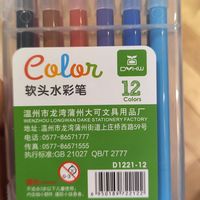 Color
DVKW
软头水彩笔
12
Colors
温州市龙湾蒲州大可文具用品厂
WENZHOU LONGWAN DAKE STATIONERY FACTORY
地址:温州市龙湾蒲州街道上庄桥西路59号
电话:0577-86571777
传真:0577-86571555
执行标准:GB 21027 QB/T 2777
D1221-12